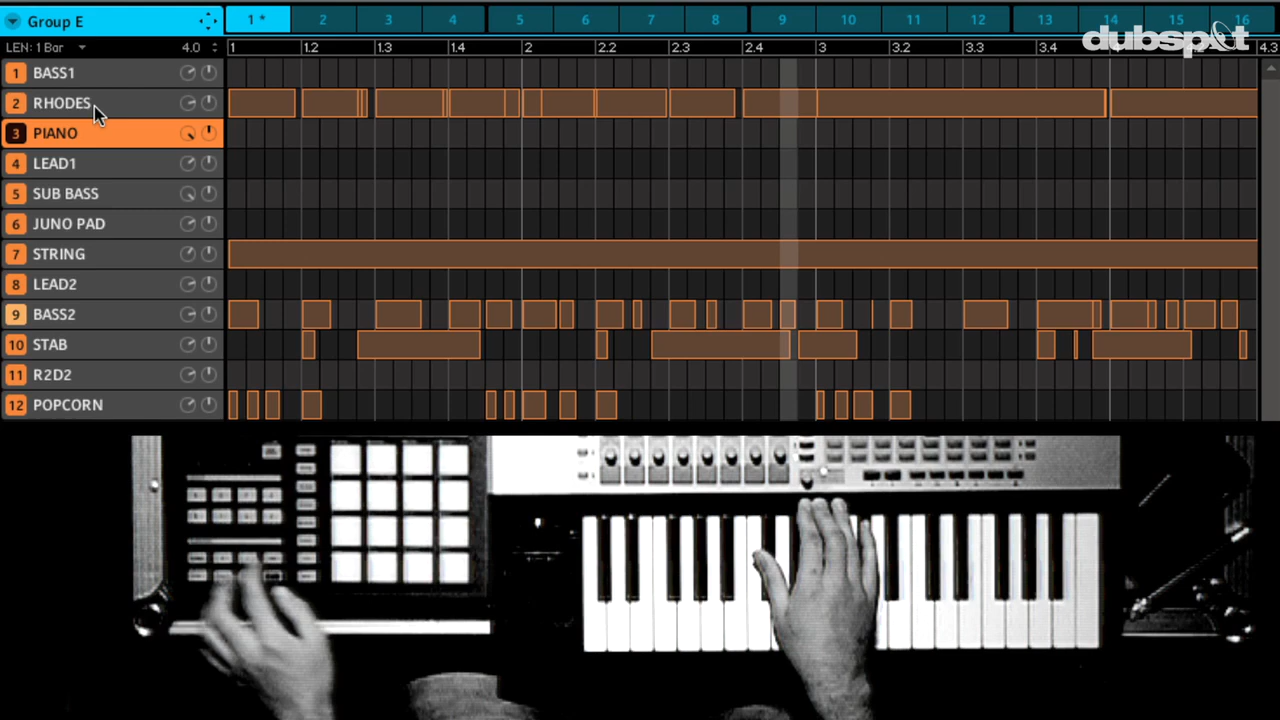 Group E 1 * 2 3 4 5 6 7 8 9 10 11 12 13 14 15 16
dubspot
LEN: 1 Bar 4.0 1 1.2 1.3 1.4 2 2.2 2.3 2.4 3 3.2 3.3 3.4 4.3
1 BASS1
2 RHODES
3 PIANO
4 LEAD1
5 SUB BASS
6 JUNO PAD
7 STRING
8 LEAD2
9 BASS2
10 STAB
11 R2D2
12 POPCORN